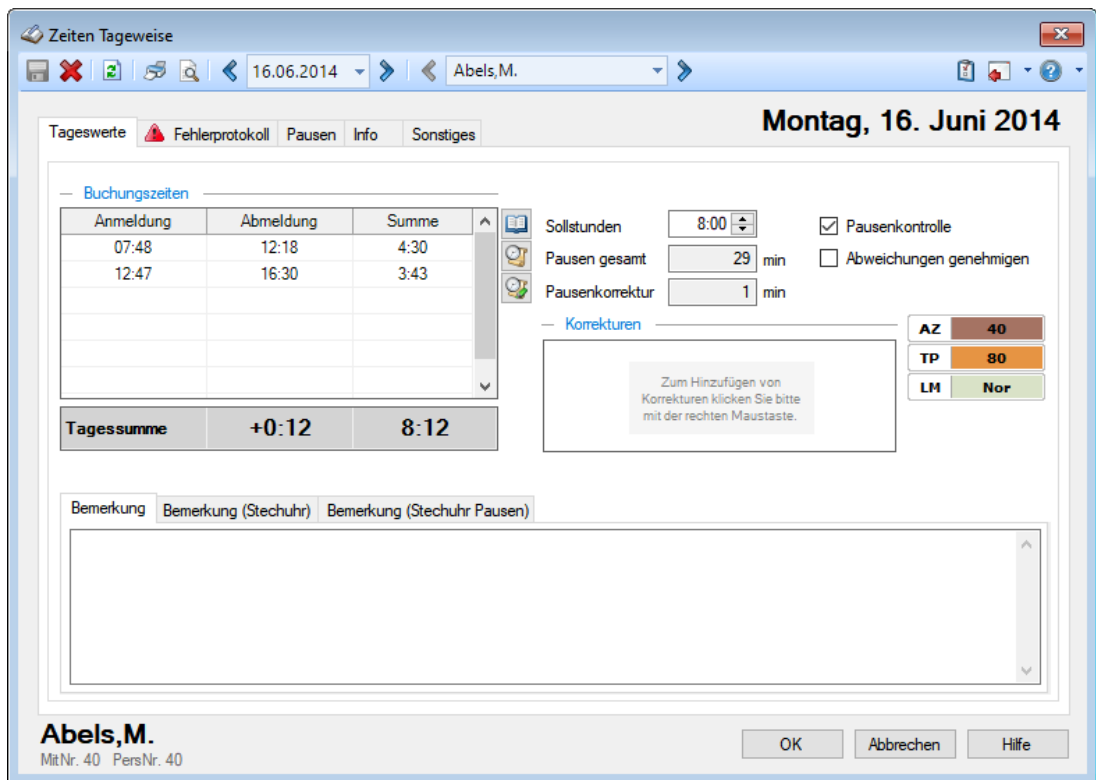 Zeiten Tageweise
16.06.2014 Abels,M.
Montag, 16. Juni 2014
Tageswerte Fehlerprotokoll Pausen Info Sonstiges
Buchungszeiten
Anmeldung Abmeldung Summe
07:48 12:18 4:30
12:47 16:30 3:43
Tagessumme +0:12 8:12
Sollstunden 8:00
Pausen gesamt 29 min
Pausenkorrektur 1 min
Pausenkontrolle
Abweichungen genehmigen
Korrekturen
Zum Hinzufügen von
Korrekturen klicken Sie bitte
mit der rechten Maustaste.
AZ 40
TP 80
LM Nor
Bemerkung Bemerkung (Stechuhr) Bemerkung (Stechuhr Pausen)
Abels,M.
MitNr. 40 PersNr. 40
OK Abbrechen Hilfe